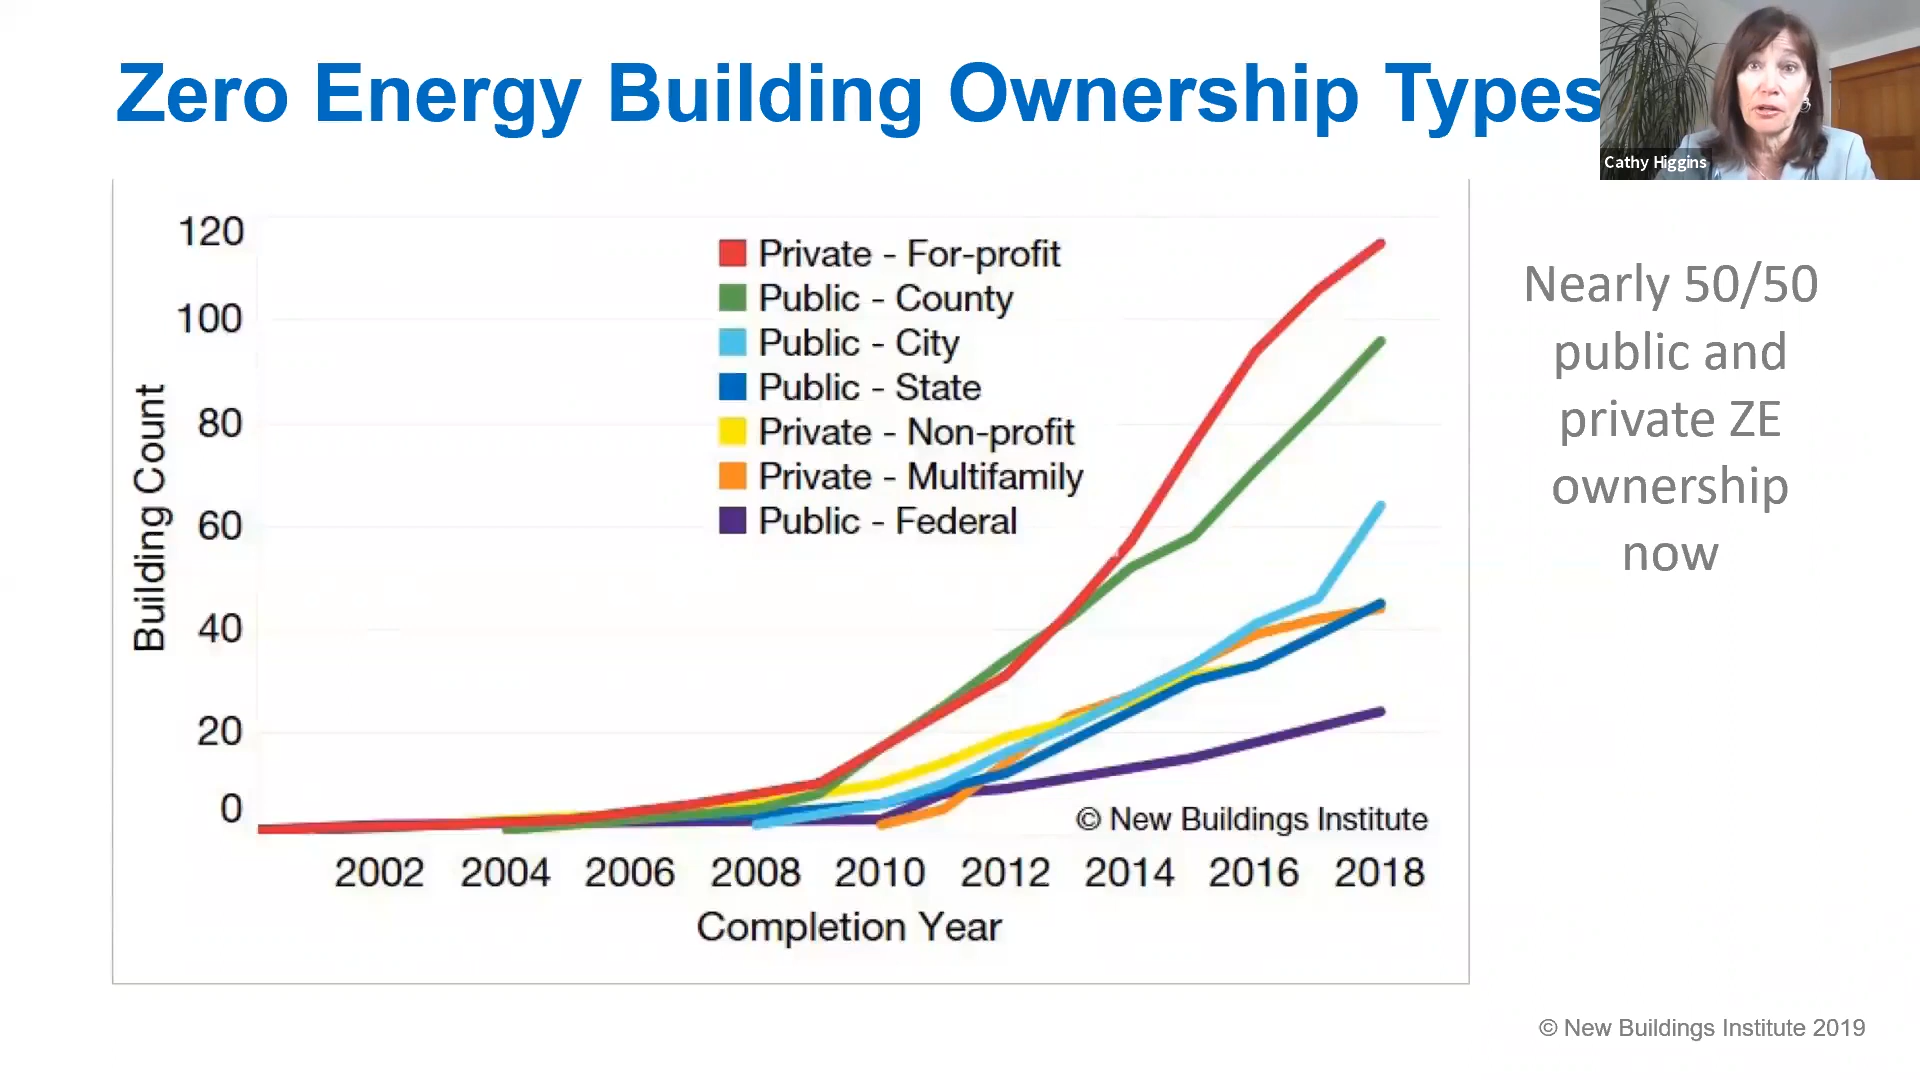 Zero Energy Building Ownership Types
Cathy Higgins
120
100
80
60
40
20
0
Building Count
Private - For-profit
Public - County
Public - City
Public - State
Private - Non-profit
Private - Multifamily
Public - Federal
© New Buildings Institute
2002 2004 2006 2008 2010 2012 2014 2016 2018
Completion Year
Nearly 50/50
public and
private ZE
ownership
now
© New Buildings Institute 2019